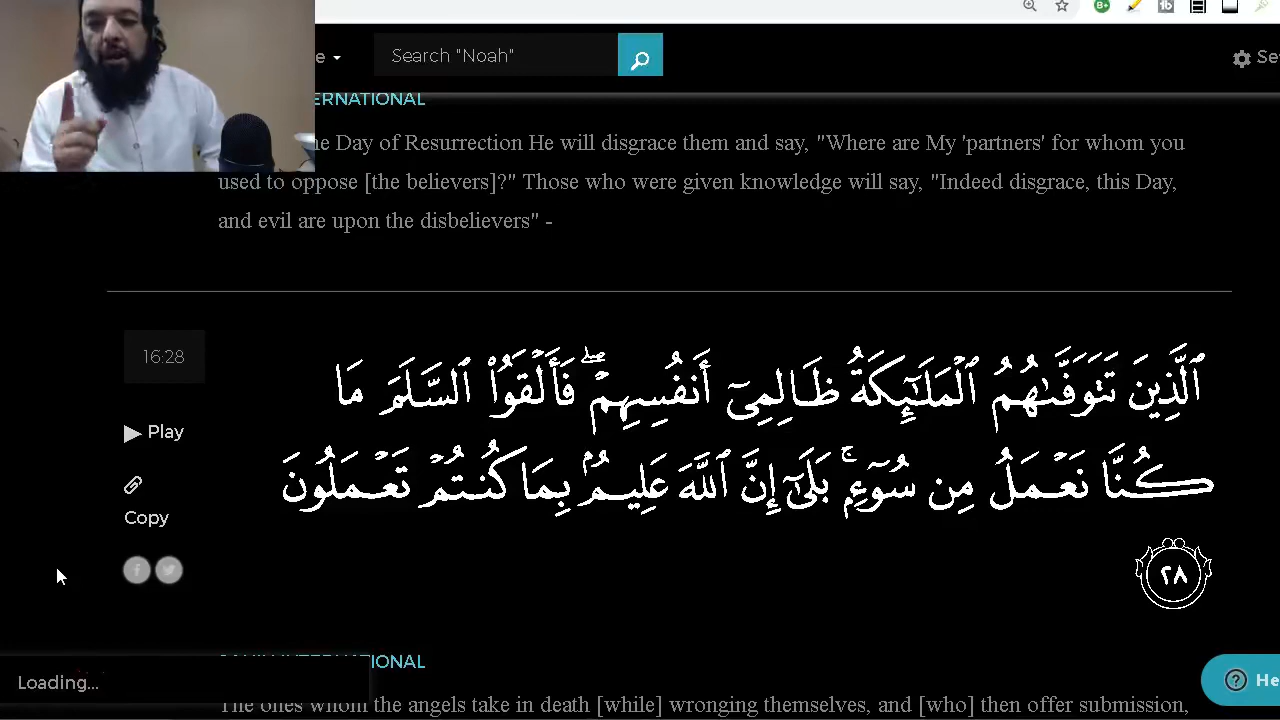 Search "Noah"
INTERNATIONAL
the Day of Resurrection He will disgrace them and say, "Where are My 'partners' for whom you
used to oppose [the believers]?" Those who were given knowledge will say, "Indeed disgrace, this Day,
and evil are upon the disbelievers" -
16:28
ٱلَّذِينَ تَتَوَفَّىٰهُمُ ٱلْمَلَـٰٓئِكَةُ ظَالِمِىٓ أَنفُسِهِمْ ۖ فَأَلْقَوُا۟ ٱلسَّلَمَ مَا
كُنَّا نَعْمَلُ مِن سُوٓءٍۭ ۚ بَلَىٰٓ إِنَّ ٱللَّهَ عَلِيمٌۢ بِمَا كُنتُمْ تَعْمَلُونَ
٢٨
Play
Copy
INTERNATIONAL
Loading...
The ones whom the angels take in death [while] wronging themselves, and [who] then offer submission,